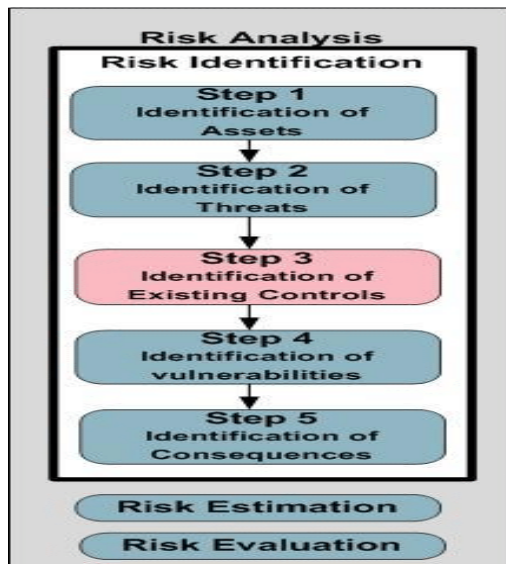 Risk Analysis
Risk Identification
Step 1
Identification of
Assets
Step 2
Identification of
Threats
Step 3
Identification of
Existing Controls
Step 4
Identification of
vulnerabilities
Step 5
Identification of
Consequences
Risk Estimation
Risk Evaluation